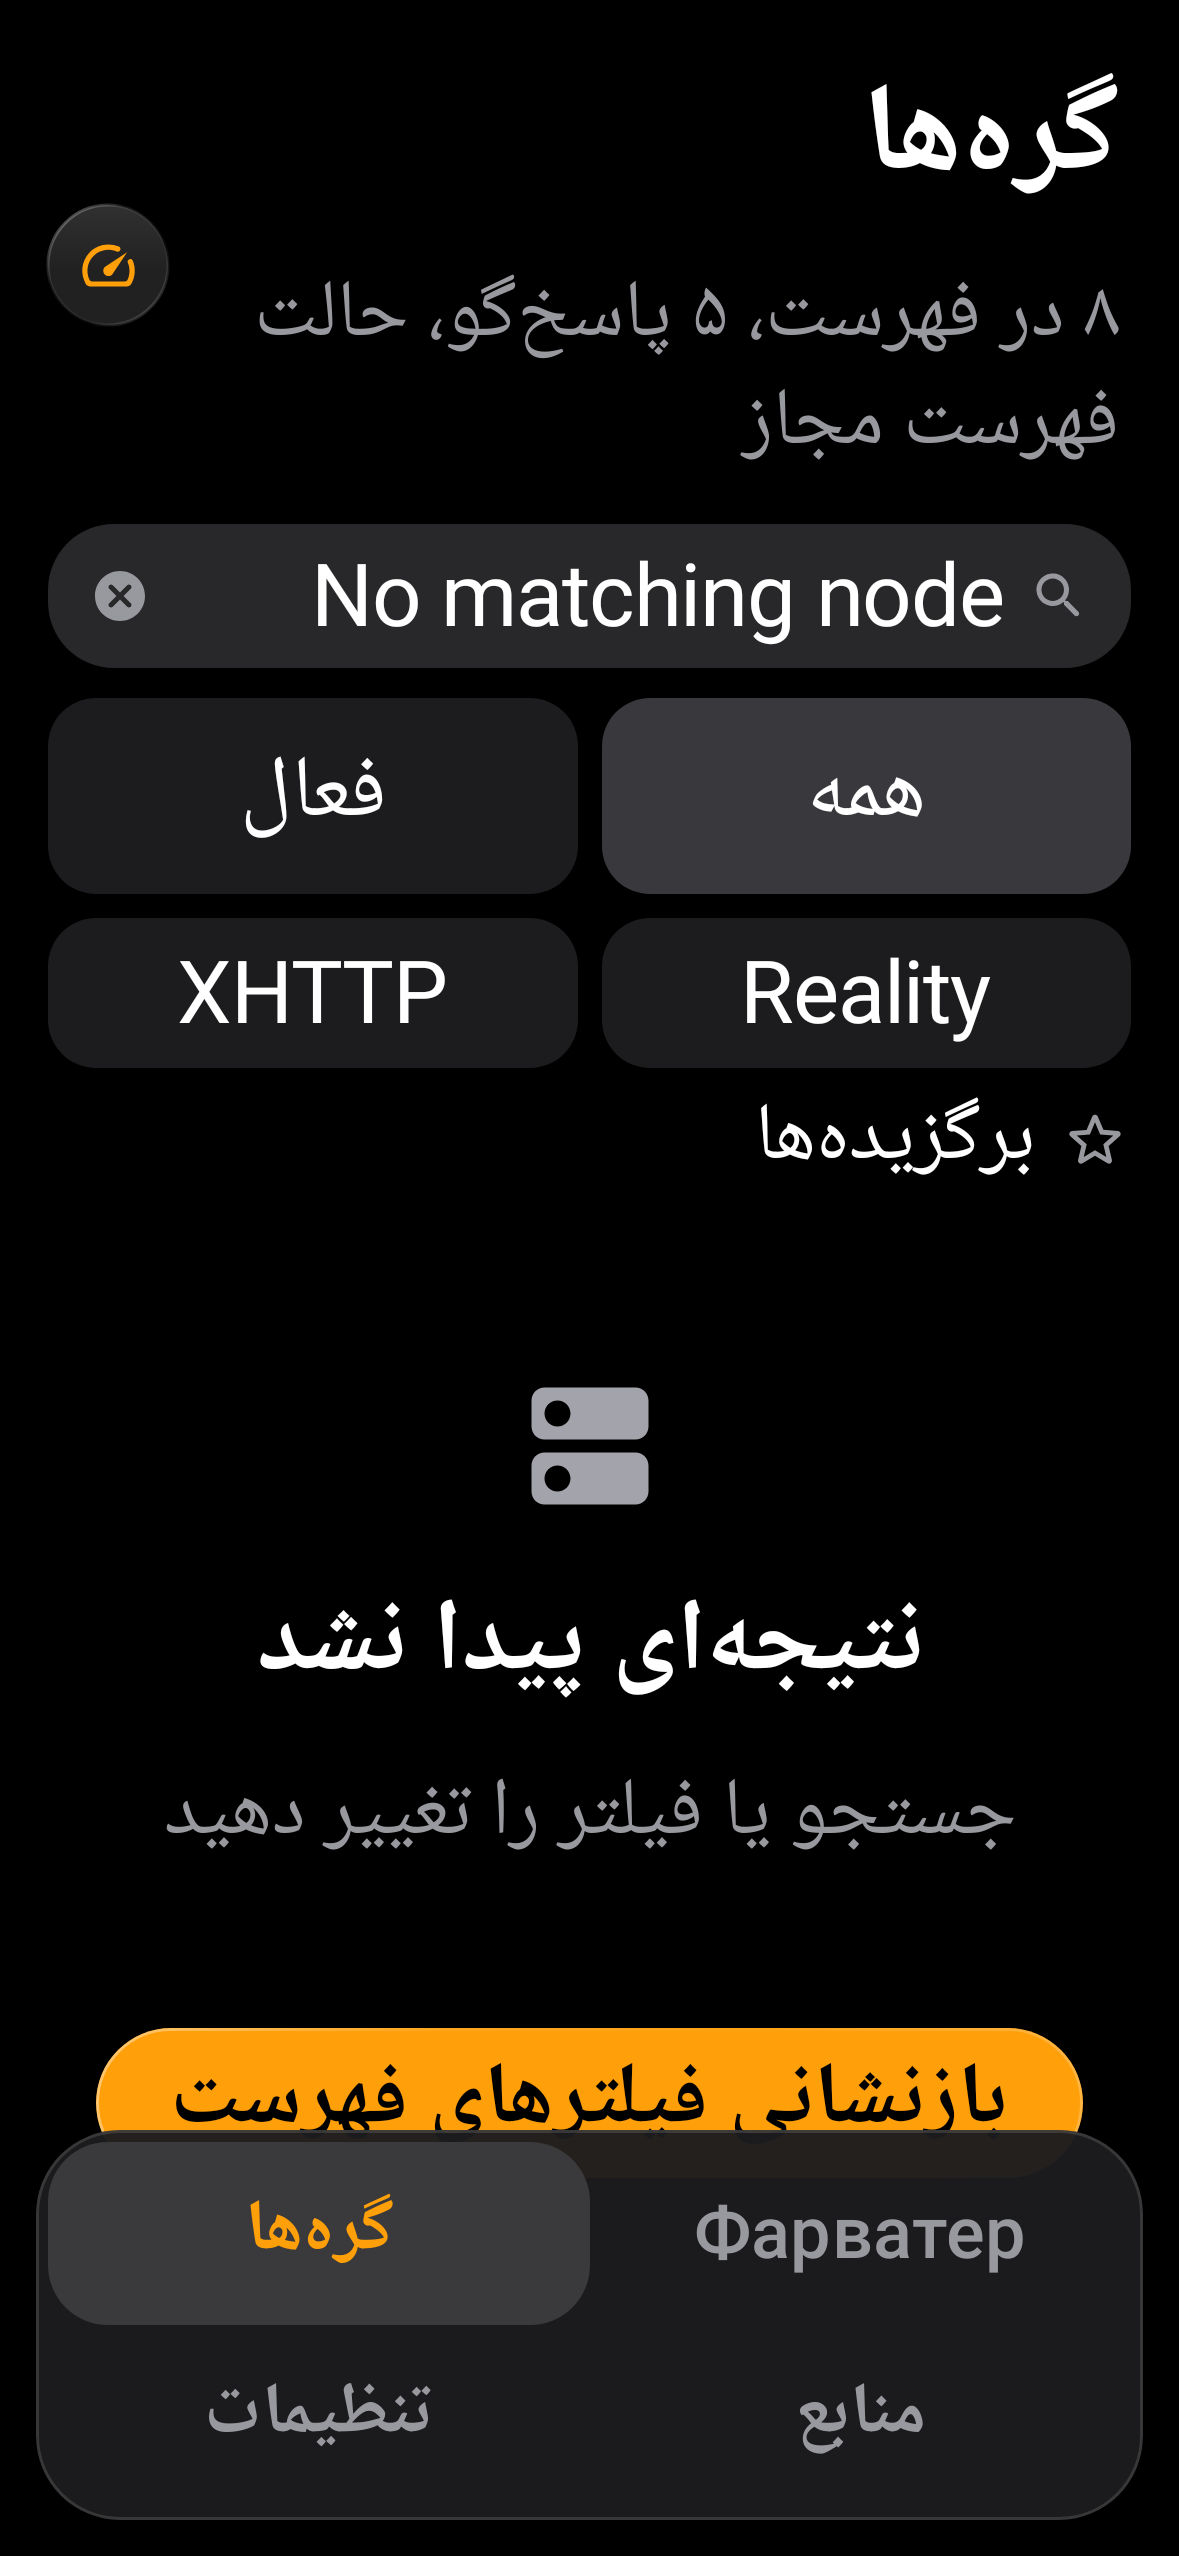 گره‌ها
۸ در فهرست، ۵ پاسخ‌گو، حالت
فهرست مجاز
No matching node
همه
فعال
Reality
XHTTP
برگزیده‌ها
نتیجه‌ای پیدا نشد
جستجو یا فیلتر را تغییر دهید
بازنشانی فیلترهای فهرست
Фарватер
گره‌ها
منابع
تنظیمات